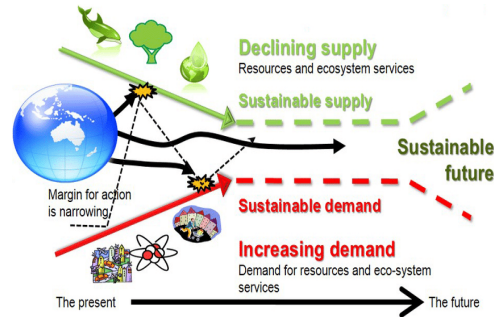 Declining supply
Resources and ecosystem services
Sustainable supply
Sustainable
future
Margin for action
is narrowing
Sustainable demand
Increasing demand
Demand for resources and eco-system
services
The present
The future